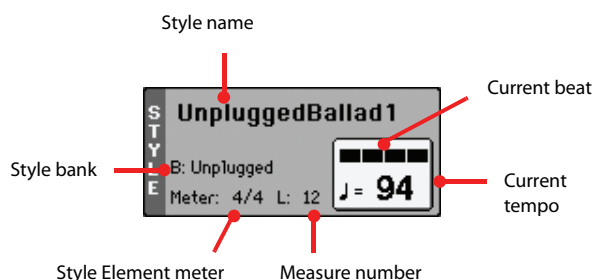 Style name
Current beat
STYLE
UnpluggedBallad1
Style bank
B: Unplugged
Meter: 4/4 L: 12
♩= 94
Current
tempo
Style Element meter
Measure number